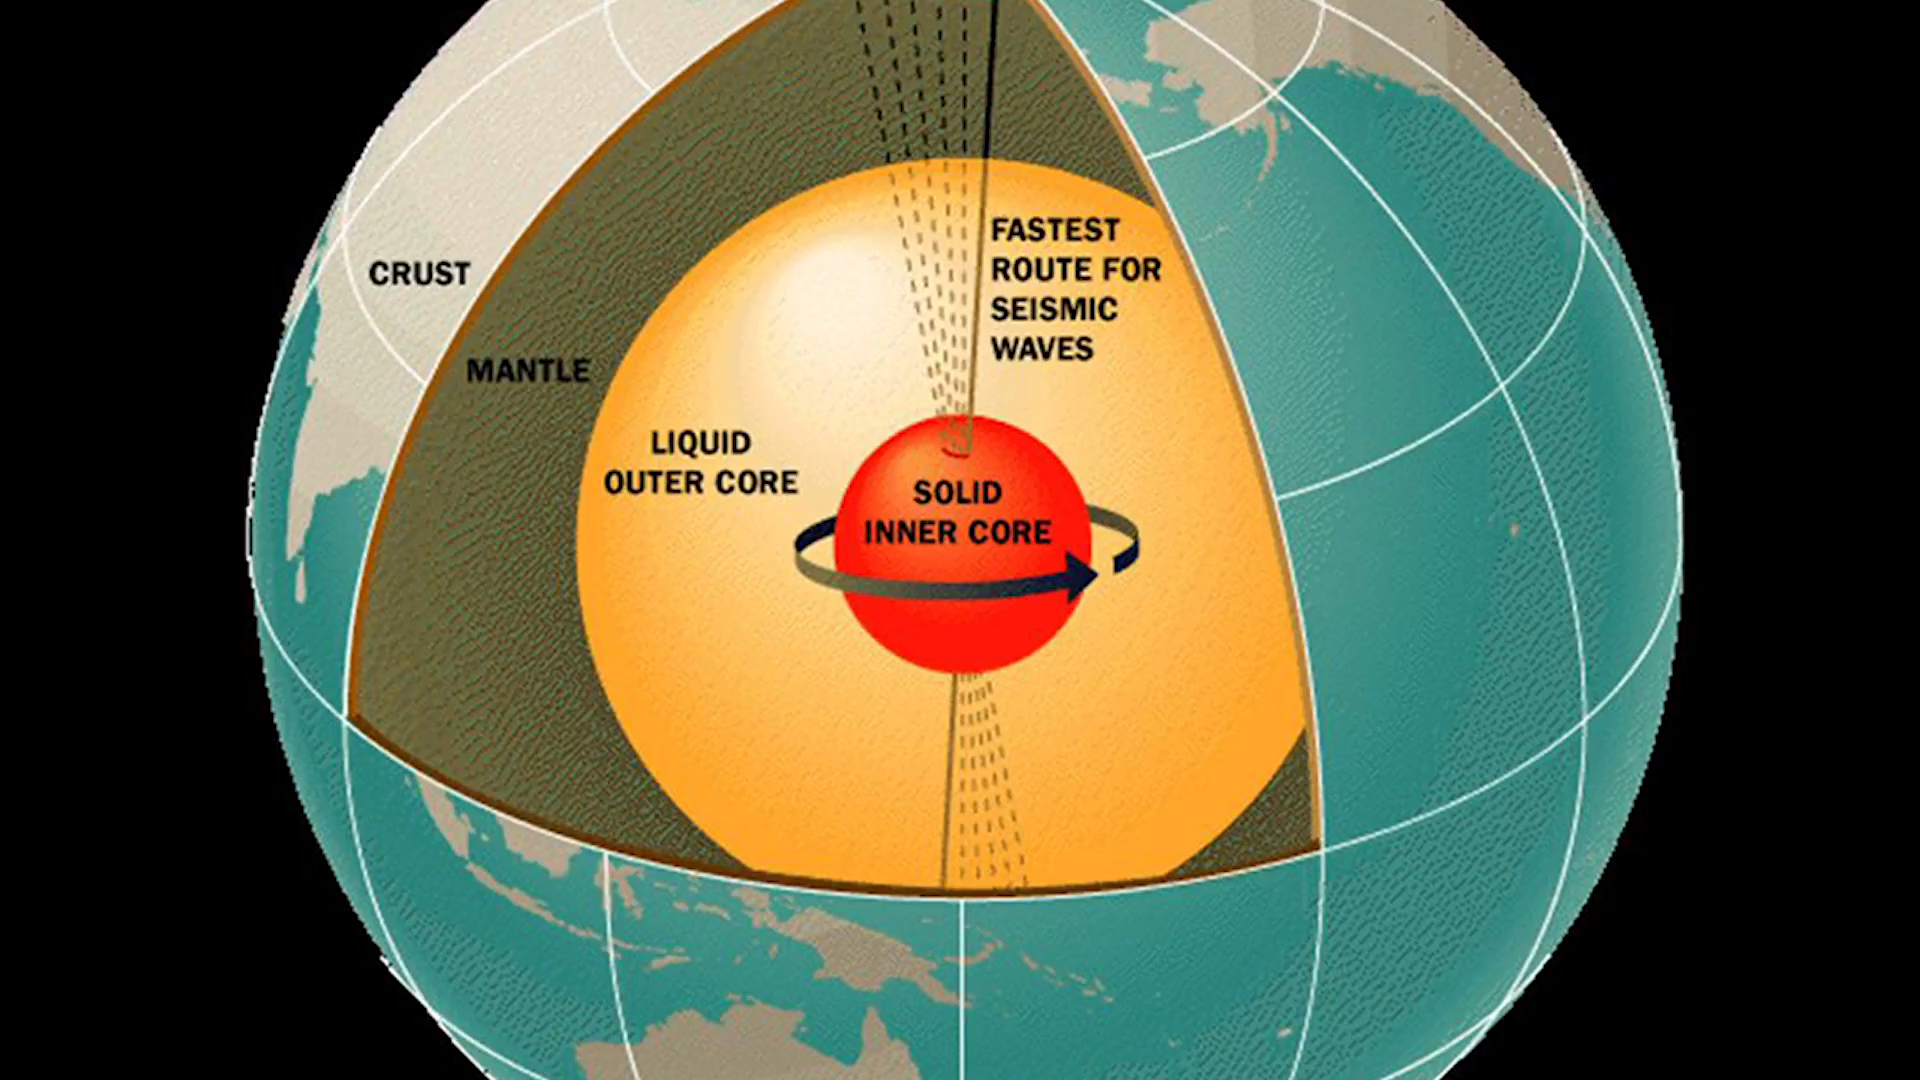 CRUST
MANTLE
LIQUID
OUTER CORE
FASTEST
ROUTE FOR
SEISMIC
WAVES
SOLID
INNER CORE